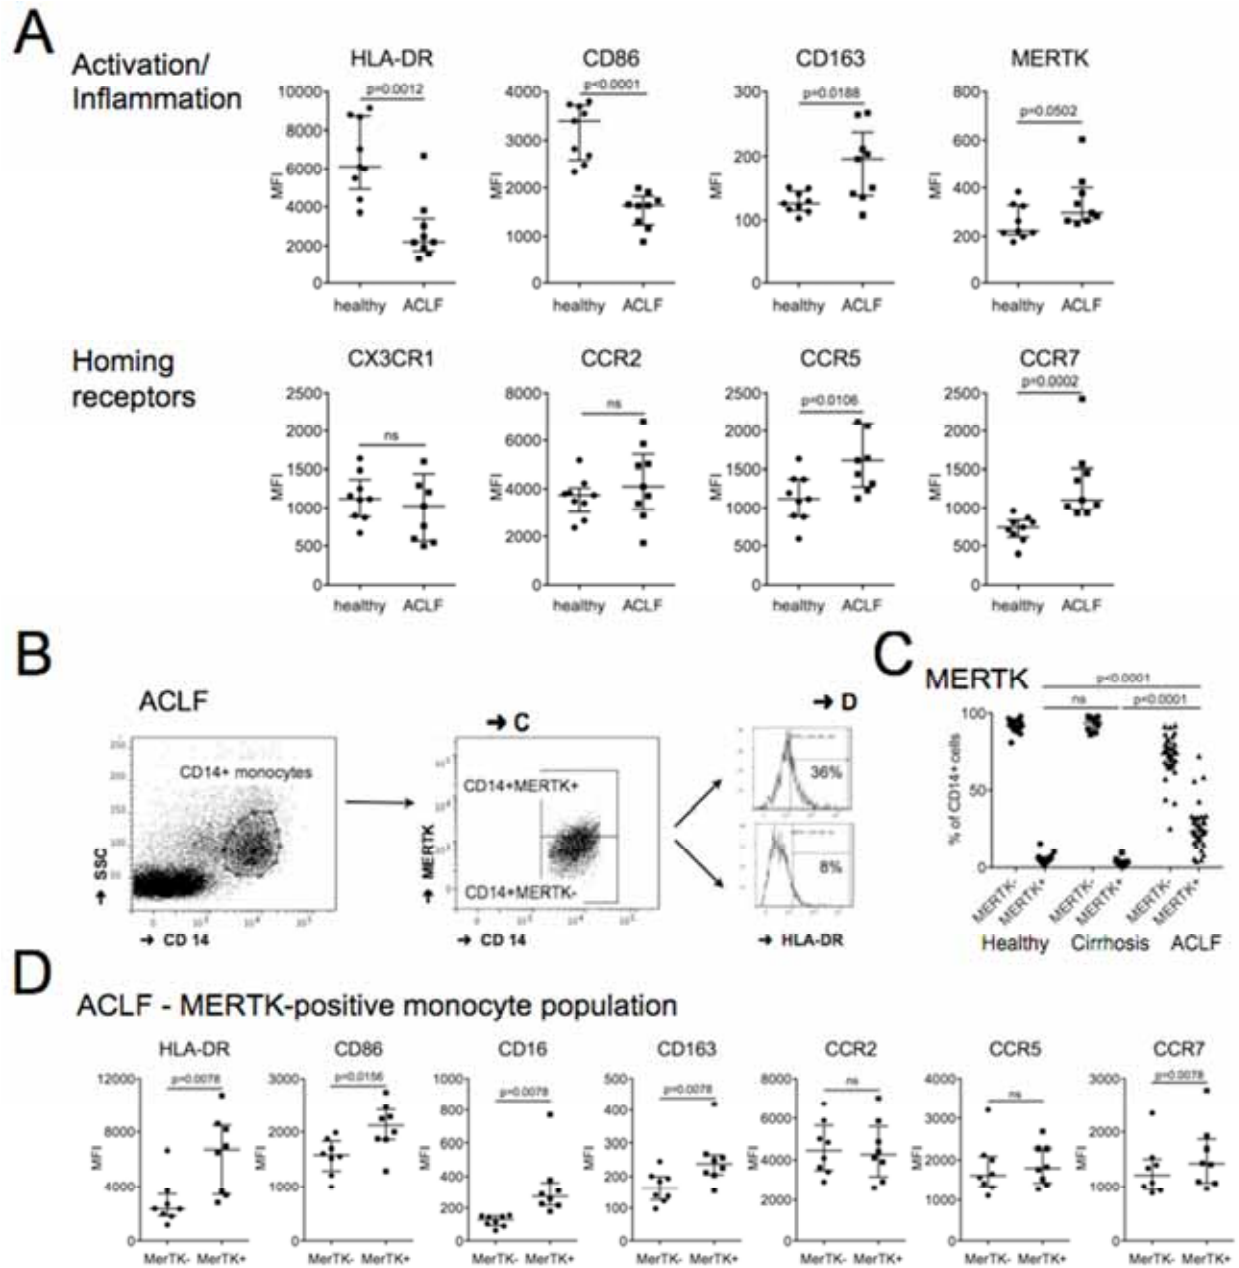 A
Activation/
Inflammation
HLA-DR
CD86
CD163
MERTK
p=0.0012
p<0.0001
p=0.0188
p=0.0502
MFI
10000
8000
6000
4000
2000
0
healthy ACLF
MFI
4000
3000
2000
1000
0
healthy ACLF
MFI
300
200
100
0
healthy ACLF
MFI
800
600
400
200
0
healthy ACLF
Homing
receptors
CX3CR1
CCR2
CCR5
CCR7
ns
ns
p=0.0106
p=0.0002
MFI
2500
2000
1500
1000
500
0
healthy ACLF
MFI
8000
6000
4000
2000
0
healthy ACLF
MFI
2500
2000
1500
1000
500
0
healthy ACLF
MFI
2500
2000
1500
1000
500
0
healthy ACLF
B
ACLF
CD14+ monocytes
➔ SSC
➔ CD 14
➔ C
CD14+MERTK+
CD14+MERTK-
➔ MERTK
➔ CD 14
➔ D
36%
8%
➔ HLA-DR
C
MERTK
p<0.0001
ns
p<0.0001
% of CD14+ cells
100
50
0
MERTK- MERTK+ MERTK- MERTK+ MERTK- MERTK+
Healthy Cirrhosis ACLF
D
ACLF - MERTK-positive monocyte population
HLA-DR
CD86
CD16
CD163
CCR2
CCR5
CCR7
p=0.0078
p=0.0156
p=0.0078
p=0.0078
ns
ns
p=0.0078
MFI
12000
8000
4000
0
MerTK- MerTK+
MFI
3000
2000
1000
0
MerTK- MerTK+
MFI
1000
800
600
400
200
0
MerTK- MerTK+
MFI
500
400
300
200
100
0
MerTK- MerTK+
MFI
8000
6000
4000
2000
0
MerTK- MerTK+
MFI
4000
3000
2000
1000
0
MerTK- MerTK+
MFI
3000
2000
1000
0
MerTK- MerTK+